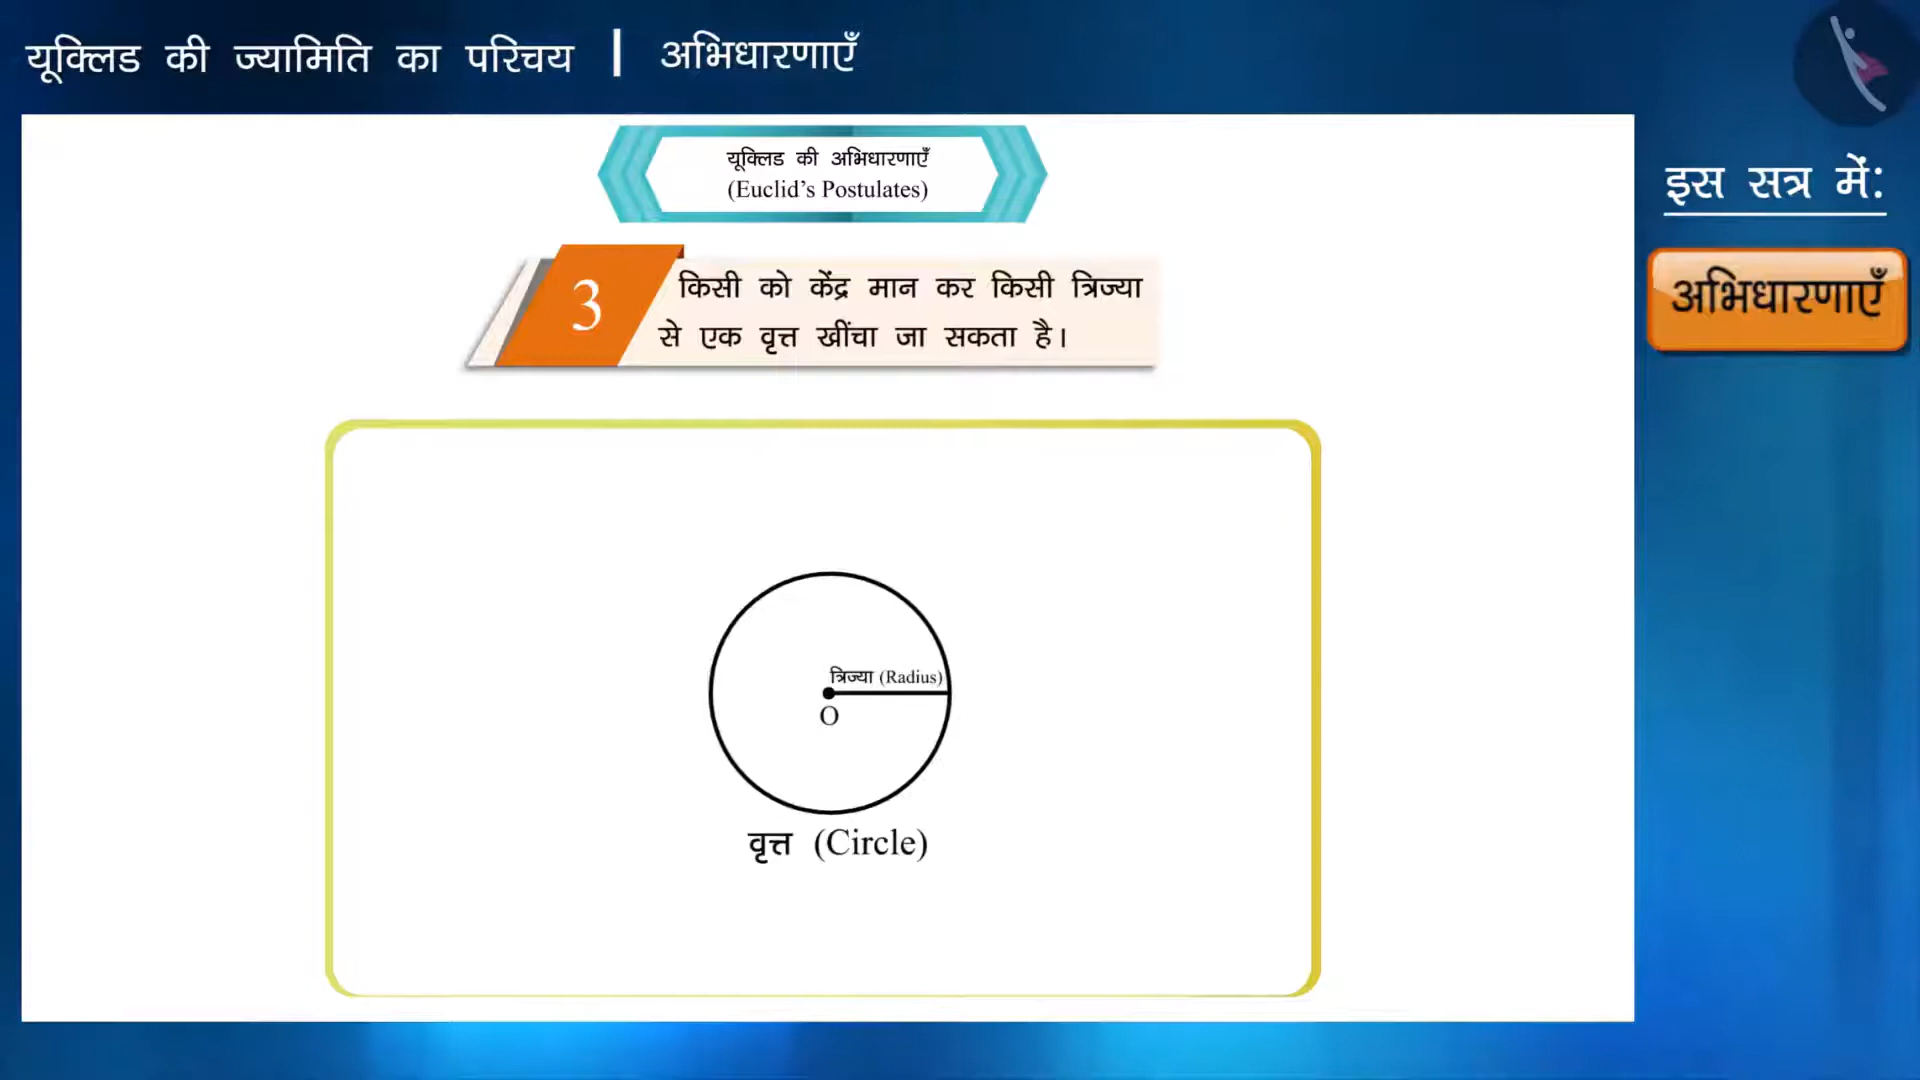 यूक्लिड की ज्यामिति का परिचय | अभिधारणाएँ
यूक्लिड की अभिधारणाएँ
(Euclid’s Postulates)
इस सत्र में:
अभिधारणाएँ
3
किसी को केंद्र मान कर किसी त्रिज्या
से एक वृत्त खींचा जा सकता है।
त्रिज्या (Radius)
O
वृत्त (Circle)